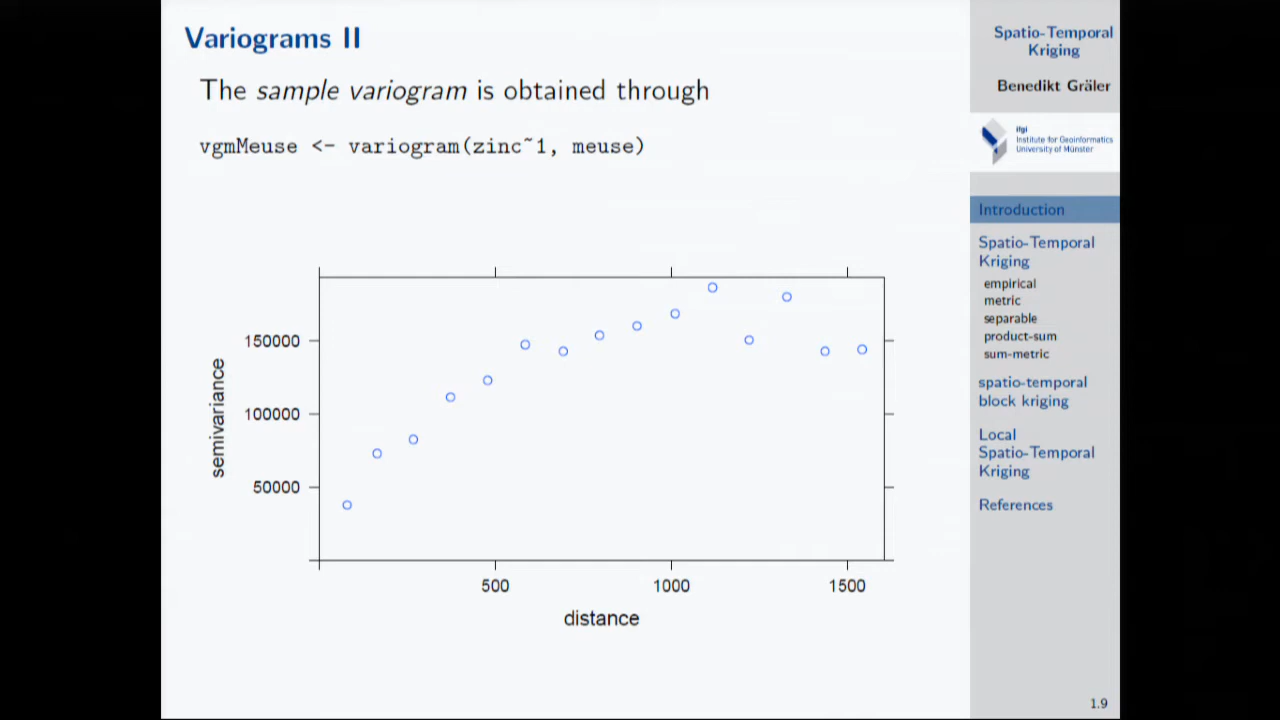 Variograms II
The sample variogram is obtained through
vgmMeuse <- variogram(zinc~1, meuse)
semivariance
150000
100000
50000
500
1000
1500
distance
Spatio-Temporal
Kriging
Benedikt Gräler
ifgi
Institute for Geoinformatics
University of Münster
Introduction
Spatio-Temporal
Kriging
empirical
metric
separable
product-sum
sum-metric
spatio-temporal
block kriging
Local
Spatio-Temporal
Kriging
References
1.9